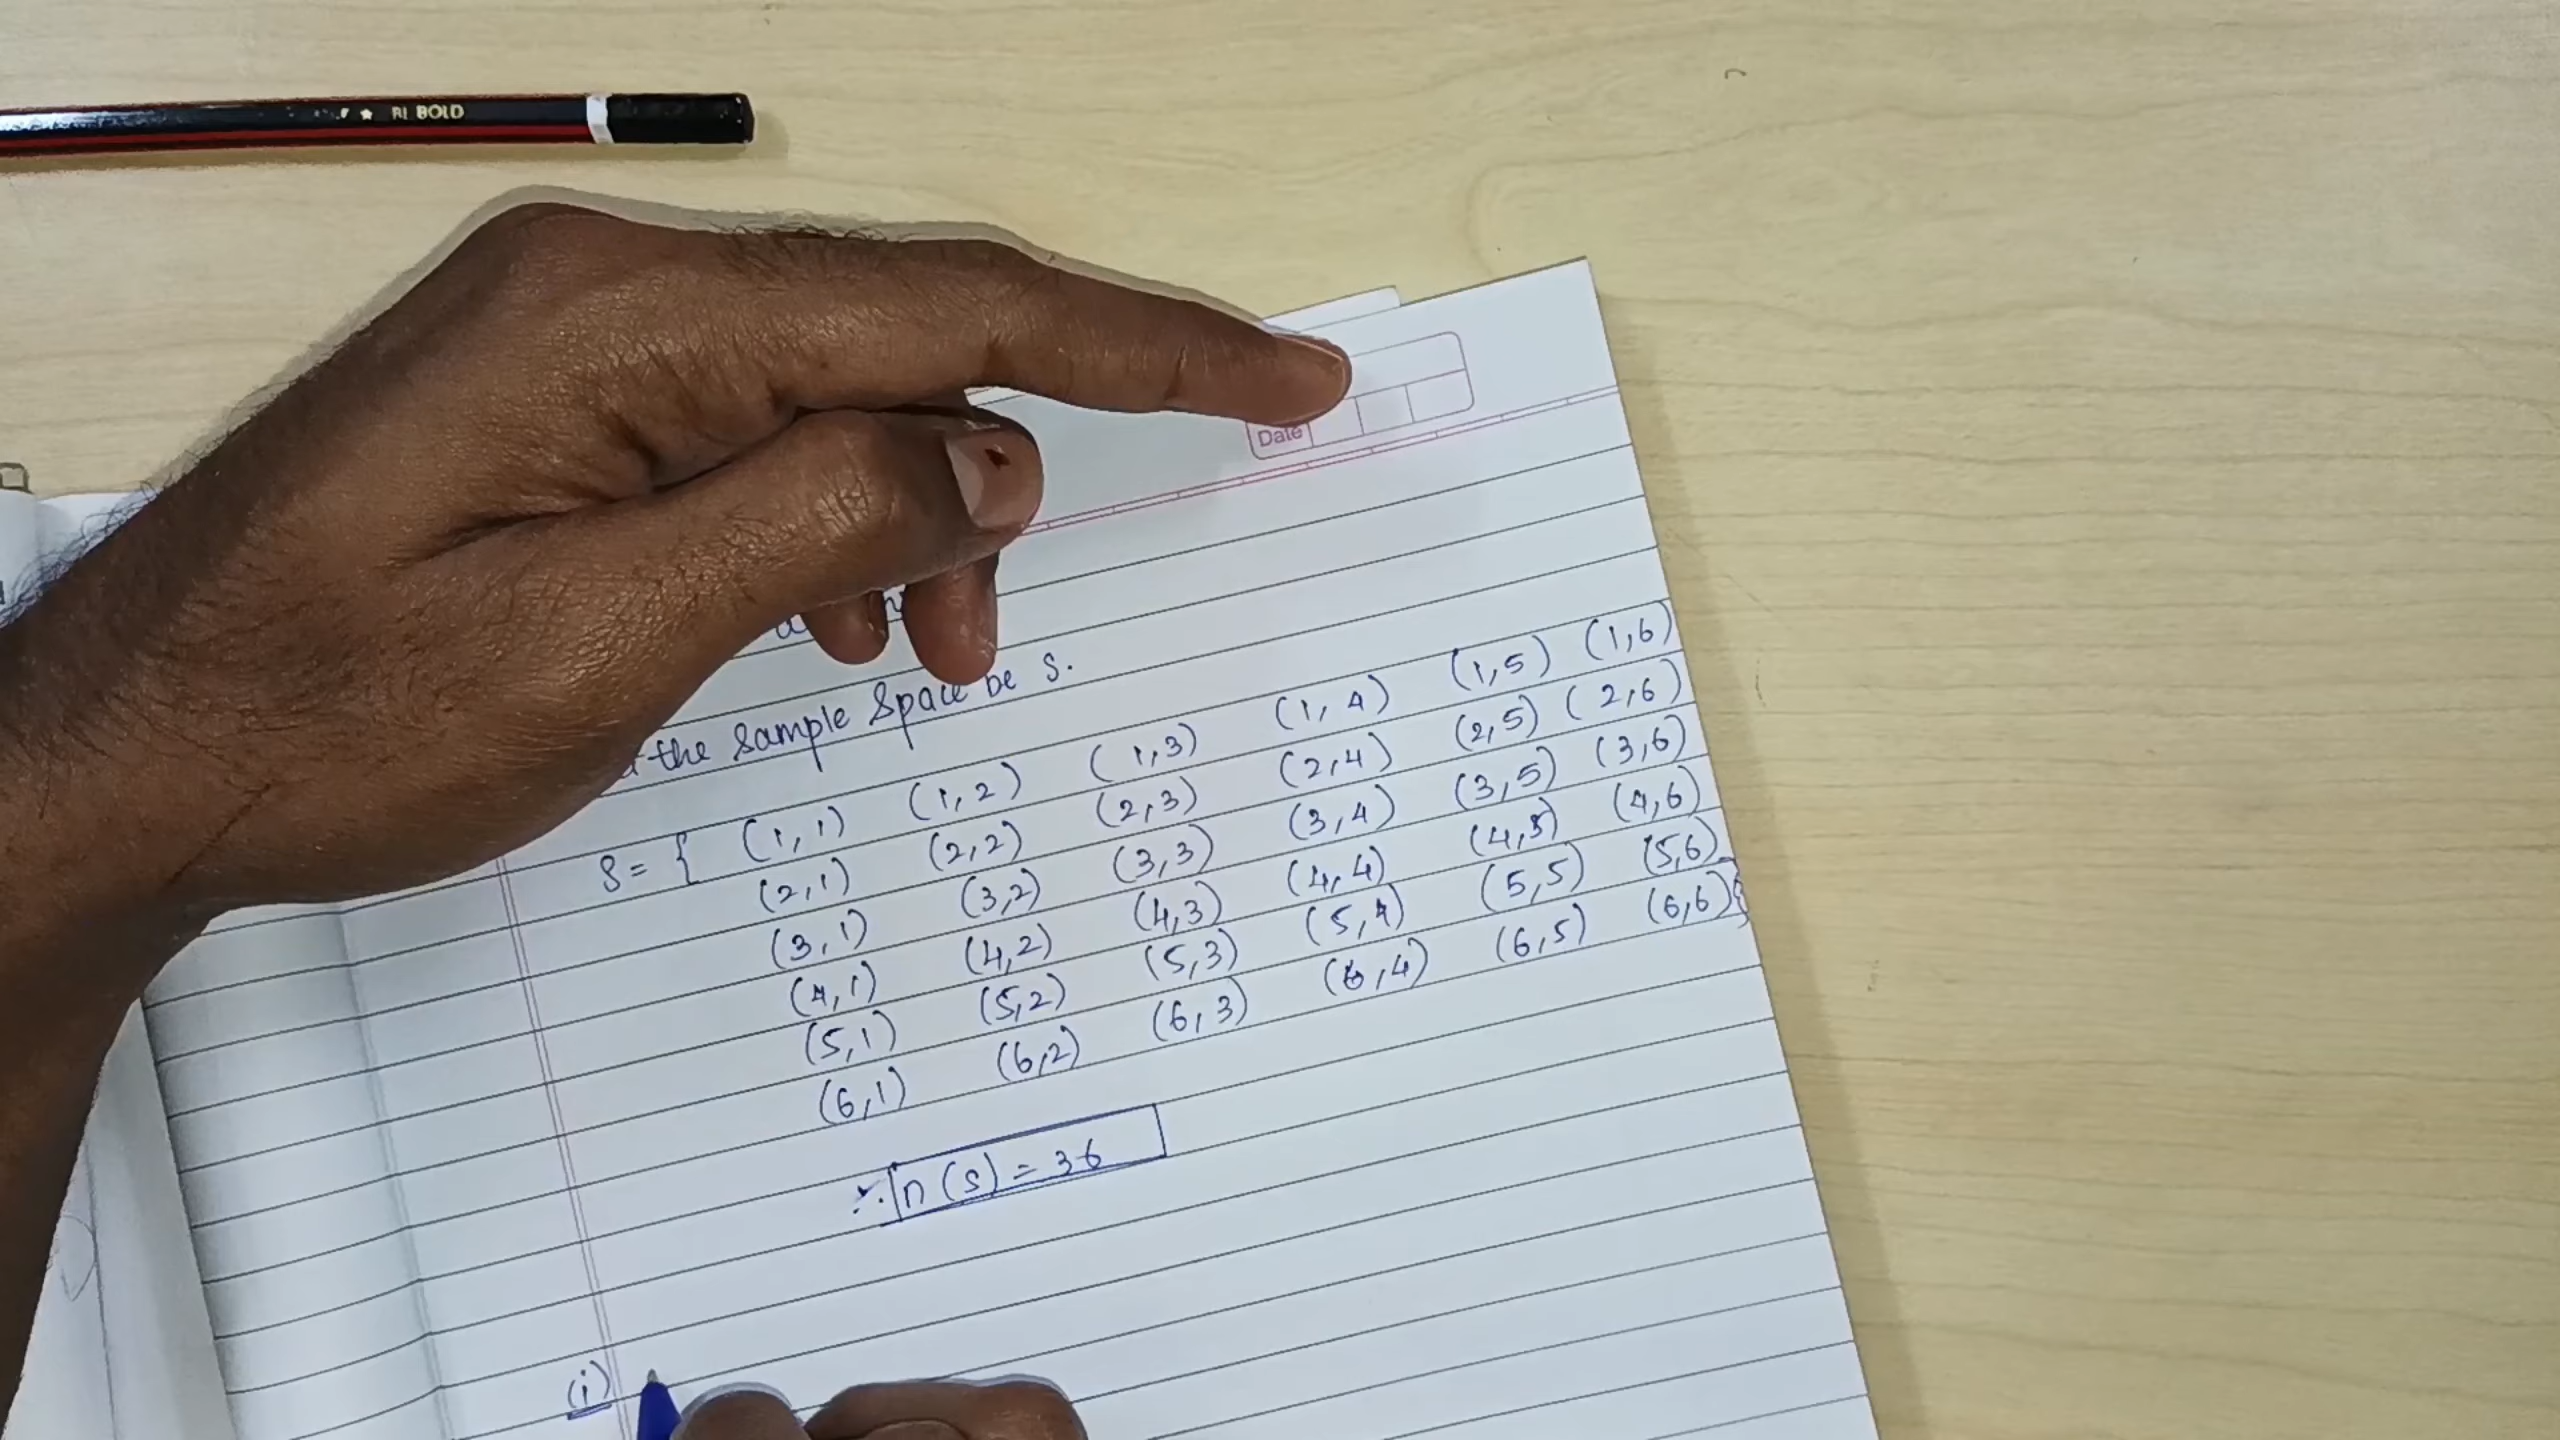 BOLD
Date
the Sample Space be S.
S = { (1,1) (1,2) (1,3) (1,4) (1,5) (1,6)
(2,1) (2,2) (2,3) (2,4) (2,5) (2,6)
(3,1) (3,2) (3,3) (3,4) (3,5) (3,6)
(4,1) (4,2) (4,3) (4,4) (4,5) (4,6)
(5,1) (5,2) (5,3) (5,4) (5,5) (5,6)
(6,1) (6,2) (6,3) (6,4) (6,5) (6,6)}
∴ n(S) = 36
(i)